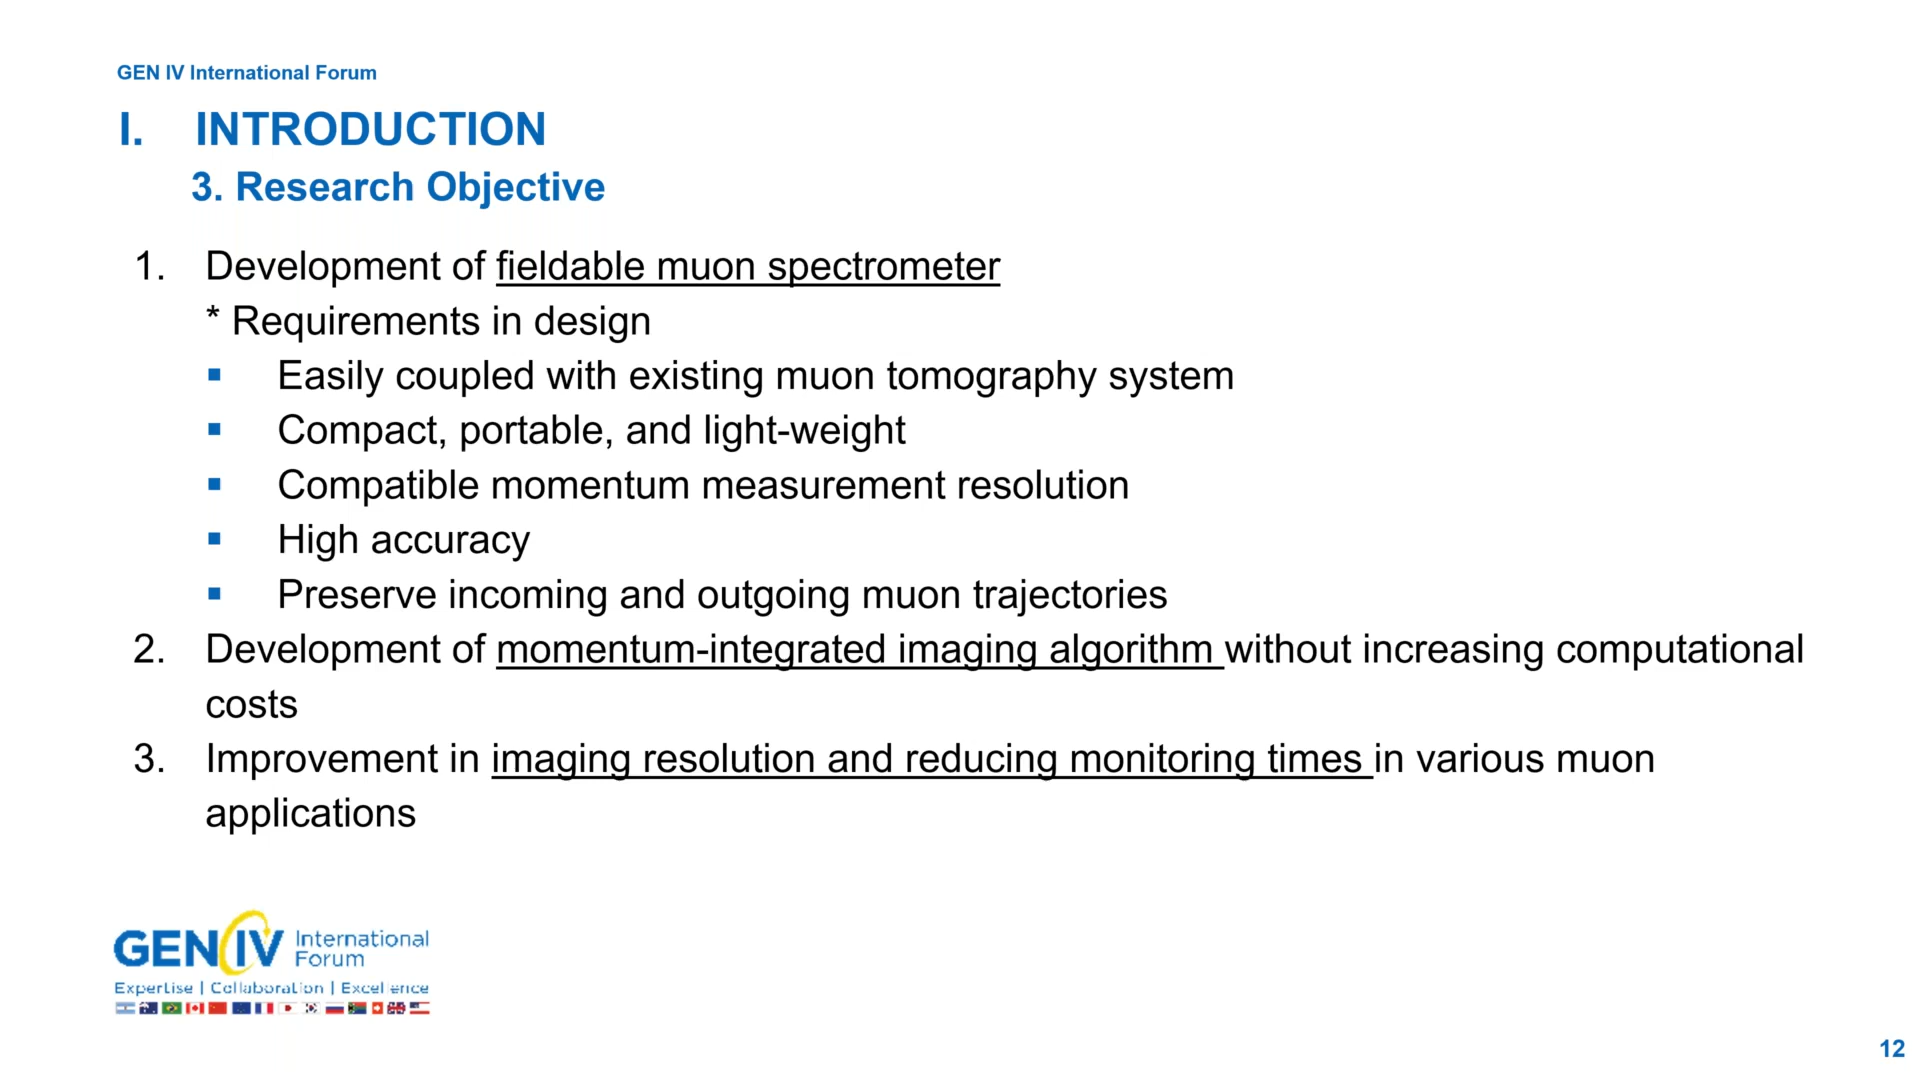 GEN IV International Forum
I. INTRODUCTION
3. Research Objective
1. Development of fieldable muon spectrometer
* Requirements in design
▪ Easily coupled with existing muon tomography system
▪ Compact, portable, and light-weight
▪ Compatible momentum measurement resolution
▪ High accuracy
▪ Preserve incoming and outgoing muon trajectories
2. Development of momentum-integrated imaging algorithm without increasing computational
costs
3. Improvement in imaging resolution and reducing monitoring times in various muon
applications
GEN IV International
Forum
Expertise | Collaboration | Excellence
12